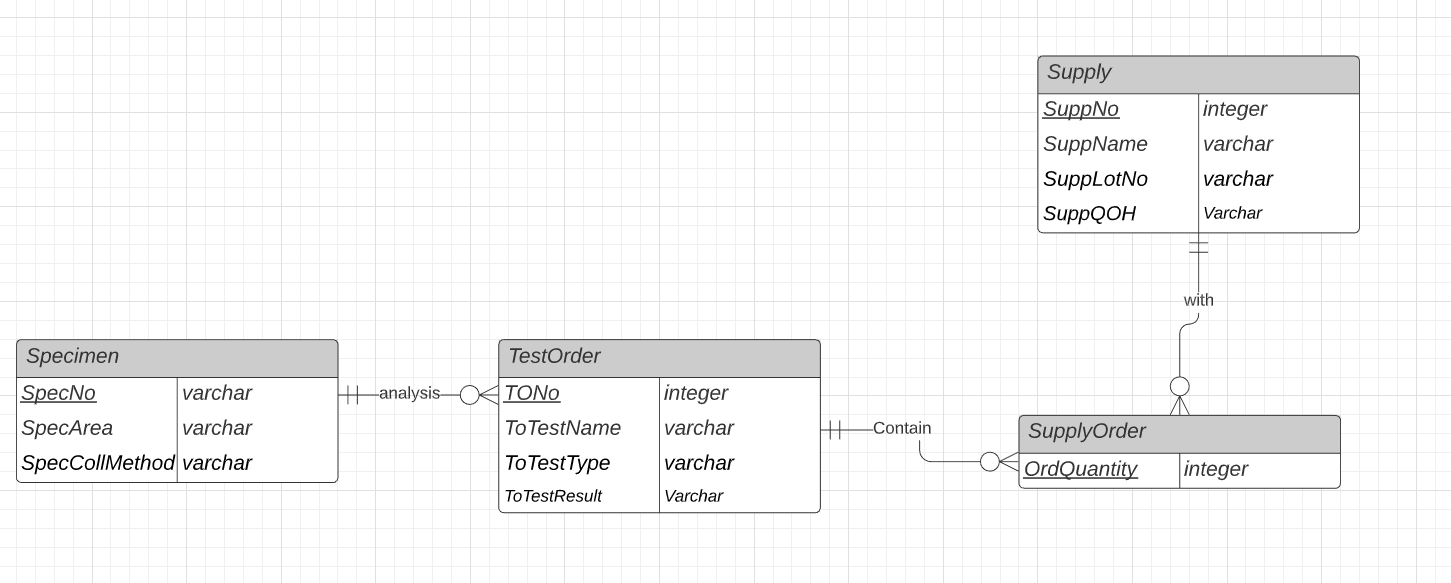 Supply
SuppNo integer
SuppName varchar
SuppLotNo varchar
SuppQOH Varchar
with
Specimen
SpecNo varchar
SpecArea varchar
SpecCollMethod varchar
analysis
TestOrder
TONo integer
ToTestName varchar
ToTestType varchar
ToTestResult Varchar
Contain
SupplyOrder
OrdQuantity integer